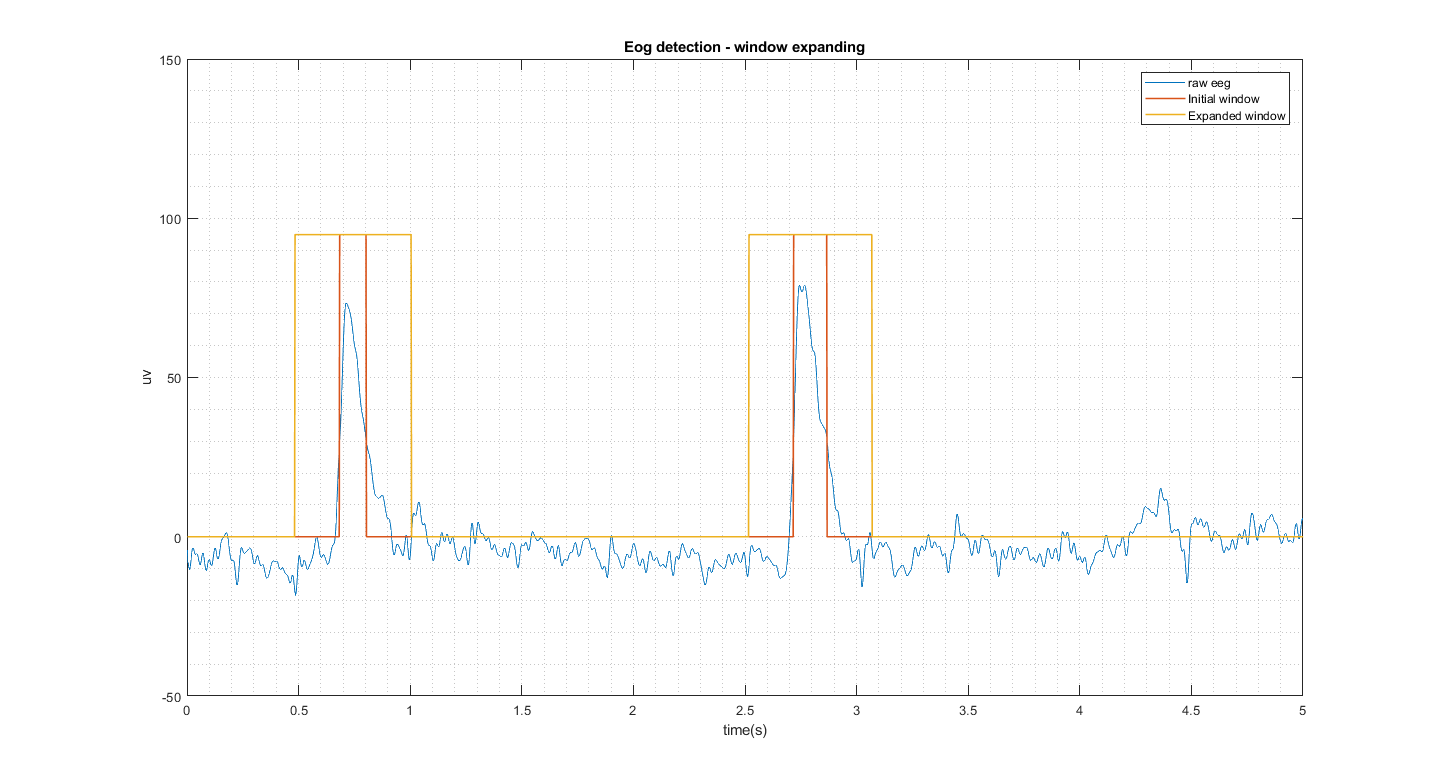 Eog detection - window expanding
150
100
50
0
-50
uv
raw eeg
Initial window
Expanded window
0 0.5 1 1.5 2 2.5 3 3.5 4 4.5 5
time(s)